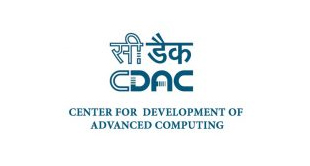 सी डैक
CDAC
CENTER FOR DEVELOPMENT OF
ADVANCED COMPUTING